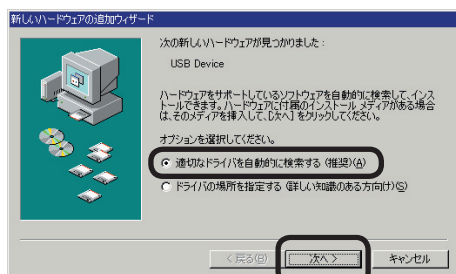 新しいハードウェアの追加ウィザード
次の新しいハードウェアが見つかりました:
USB Device
ハードウェアをサポートしているソフトウェアを自動的に検索して、インス
トールできます。ハードウェアに付属のインストール メディアがある場合
は、そのメディアを挿入して、[次へ] をクリックしてください。
オプションを選択してください。
適切なドライバを自動的に検索する (推奨)(A)
ドライバの場所を指定する (詳しい知識のある方向け)(S)
< 戻る(B)
次へ >
キャンセル